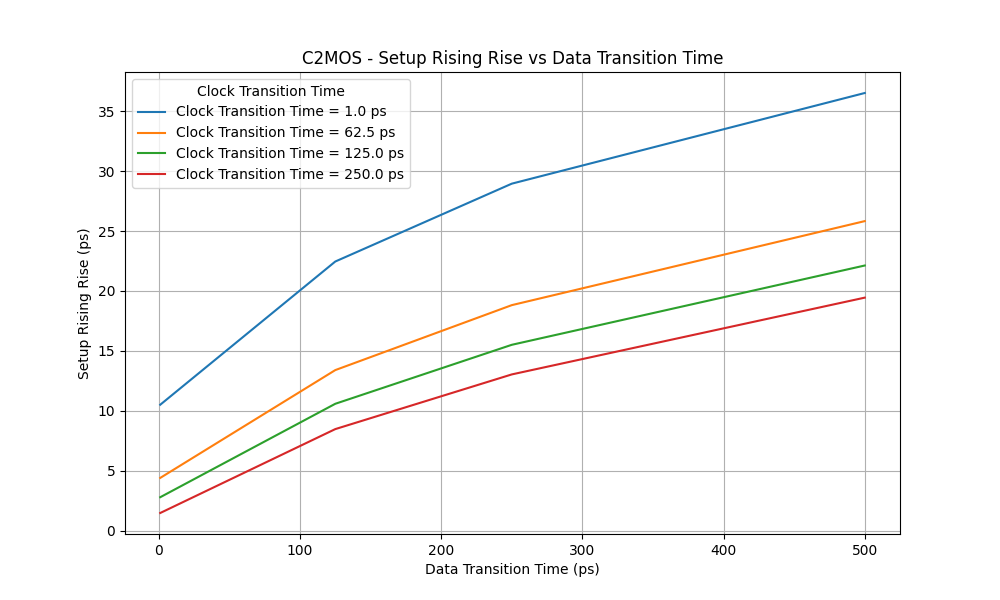 C2MOS - Setup Rising Rise vs Data Transition Time
Clock Transition Time
Clock Transition Time = 1.0 ps
Clock Transition Time = 62.5 ps
Clock Transition Time = 125.0 ps
Clock Transition Time = 250.0 ps
Setup Rising Rise (ps)
35
30
25
20
15
10
5
0
0 100 200 300 400 500
Data Transition Time (ps)